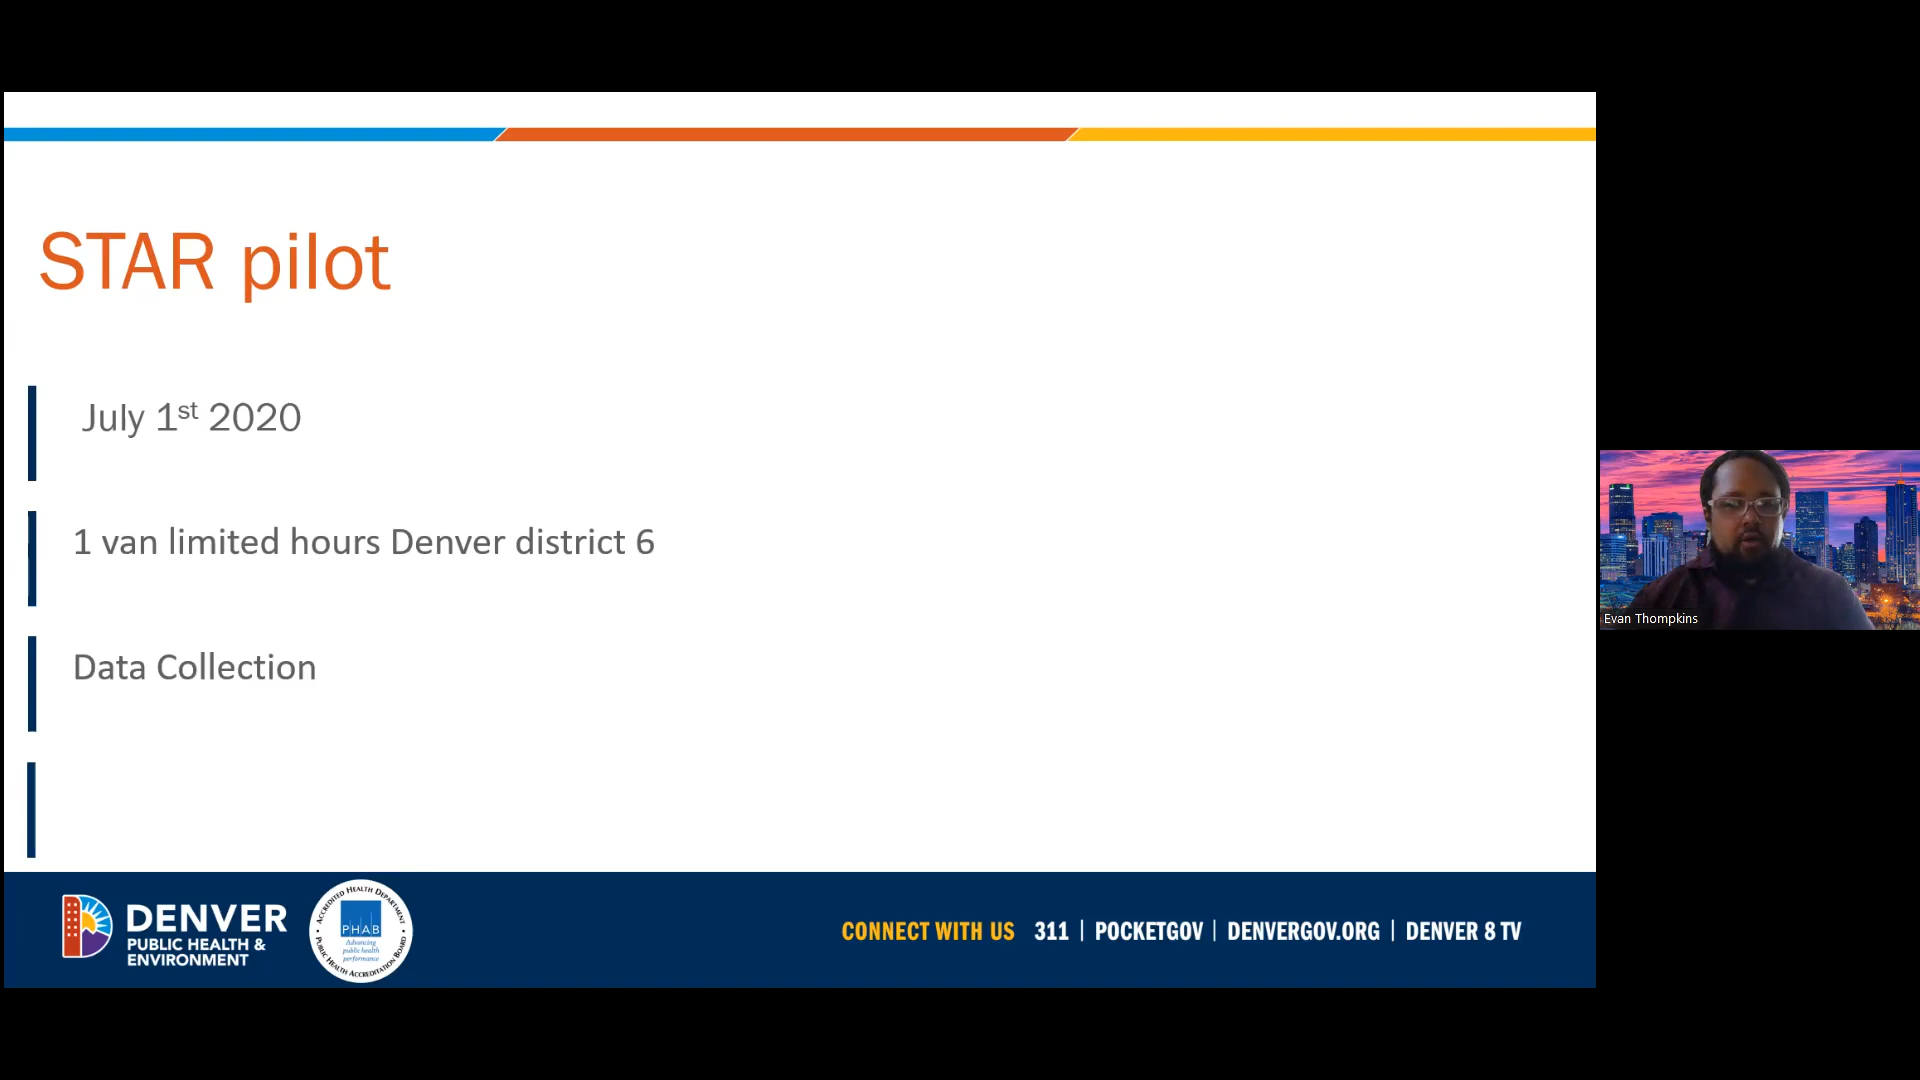 STAR pilot
July 1st 2020
1 van limited hours Denver district 6
Data Collection
Evan Thompkins
DENVER
PUBLIC HEALTH &
ENVIRONMENT
ACCREDITED HEALTH DEPARTMENT
PHAB
Advancing
public health
performance
PUBLIC HEALTH ACCREDITATION BOARD
CONNECT WITH US 311 | POCKETGOV | DENVERGOV.ORG | DENVER 8 TV